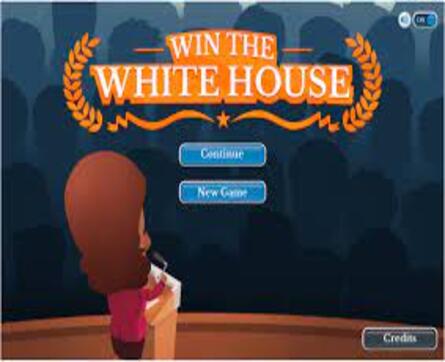 WIN THE
WHITE HOUSE
Continue
New Game
Credits